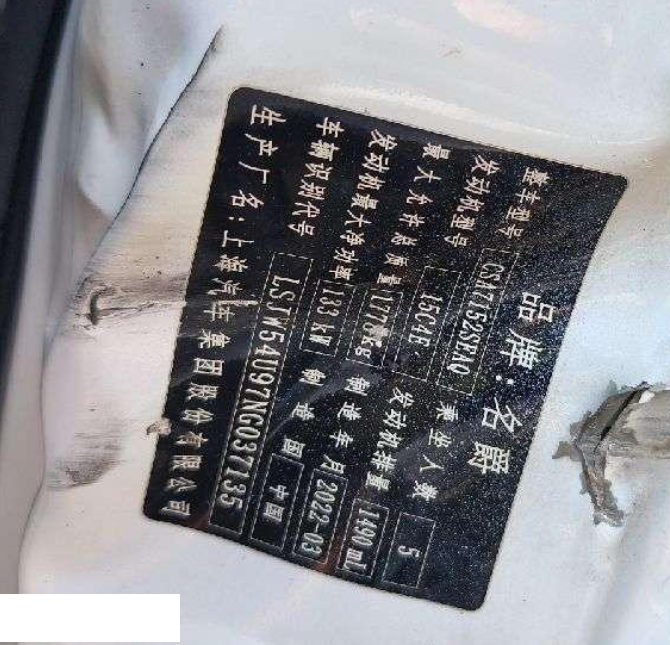 品牌:名爵
整车型号 CSA7152SEAQ 乘坐人数 5
发动机型号 15C4E 发动机排量 1490 mL
最大允许总质量 1778kg 制造年月 2022-03
发动机最大净功率 133 kW 制造国 中国
车辆识别代号 LSJW54U97NG037135
生产厂名:上海汽车集团股份有限公司